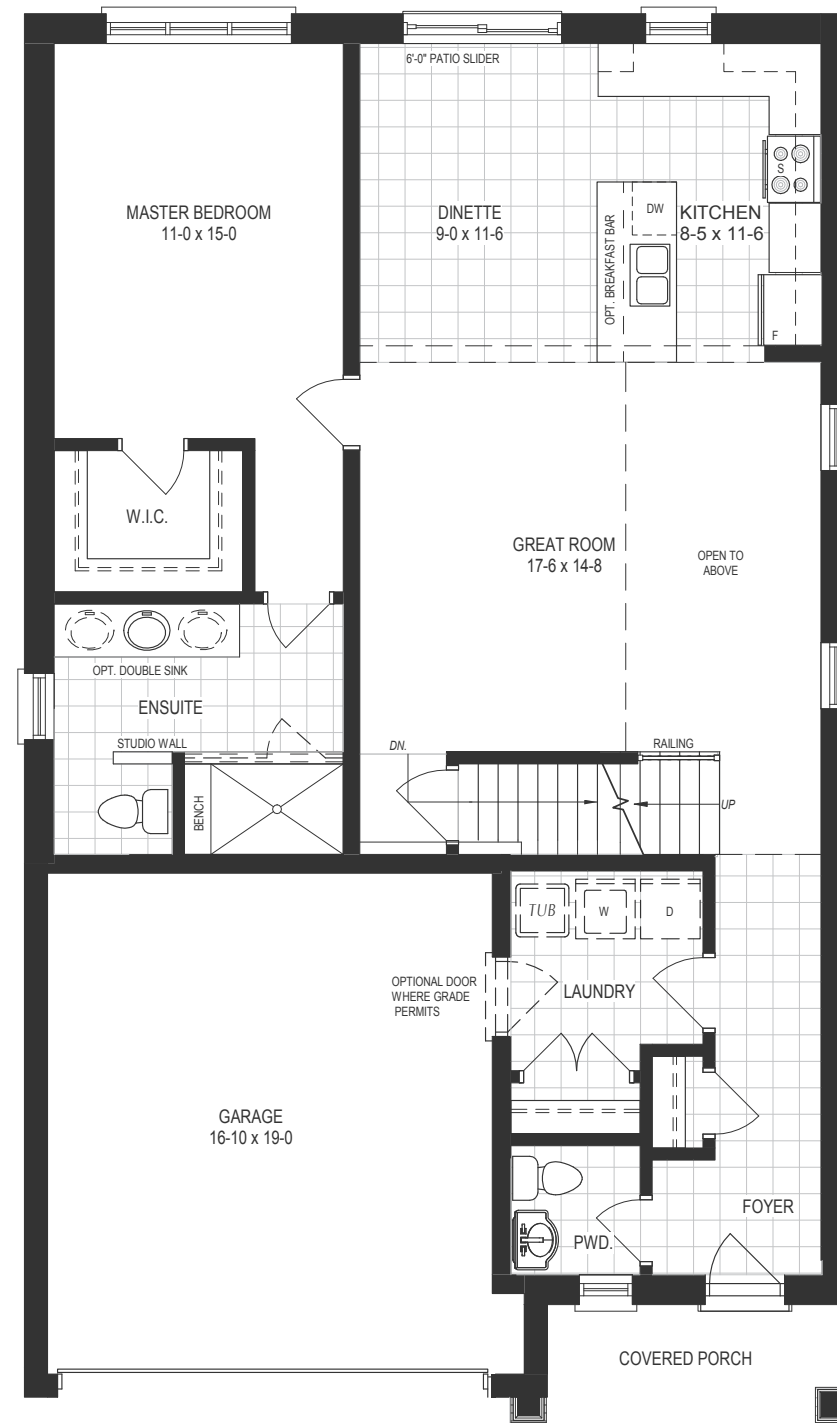 6'-0" PATIO SLIDER
MASTER BEDROOM
11-0 x 15-0
DINETTE
9-0 x 11-6
OPT. BREAKFAST BAR
DW
KITCHEN
8-5 x 11-6
S
F
W.I.C.
GREAT ROOM
17-6 x 14-8
OPEN TO
ABOVE
OPT. DOUBLE SINK
ENSUITE
STUDIO WALL
BENCH
DN.
RAILING
UP
TUB
W
D
OPTIONAL DOOR
WHERE GRADE
PERMITS
LAUNDRY
GARAGE
16-10 x 19-0
FOYER
PWD.
COVERED PORCH